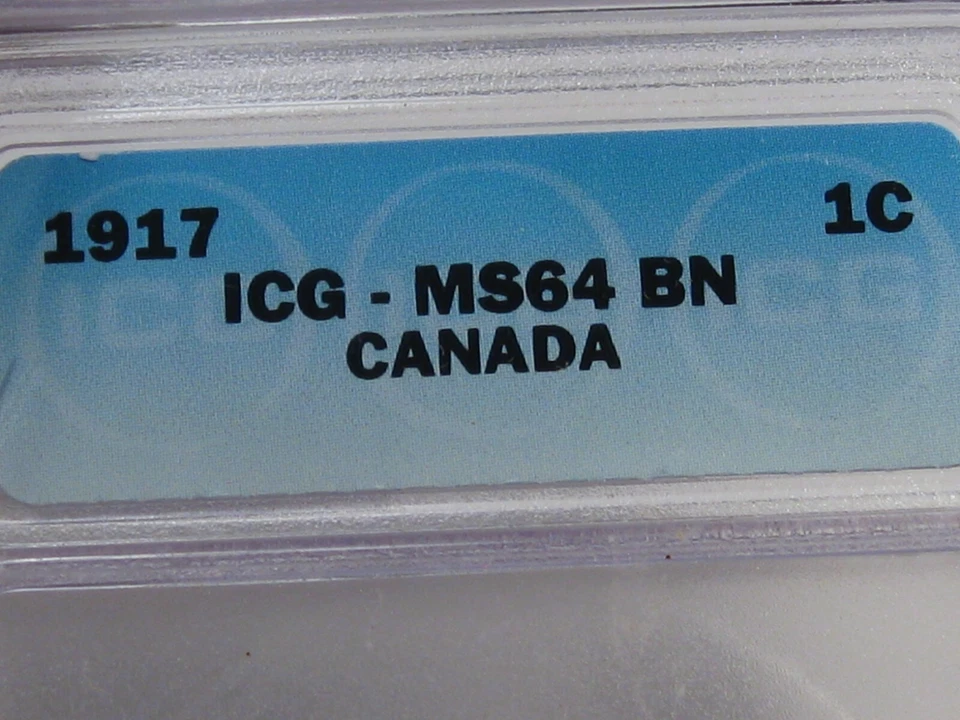 1917 1C
ICG - MS64 BN
CANADA